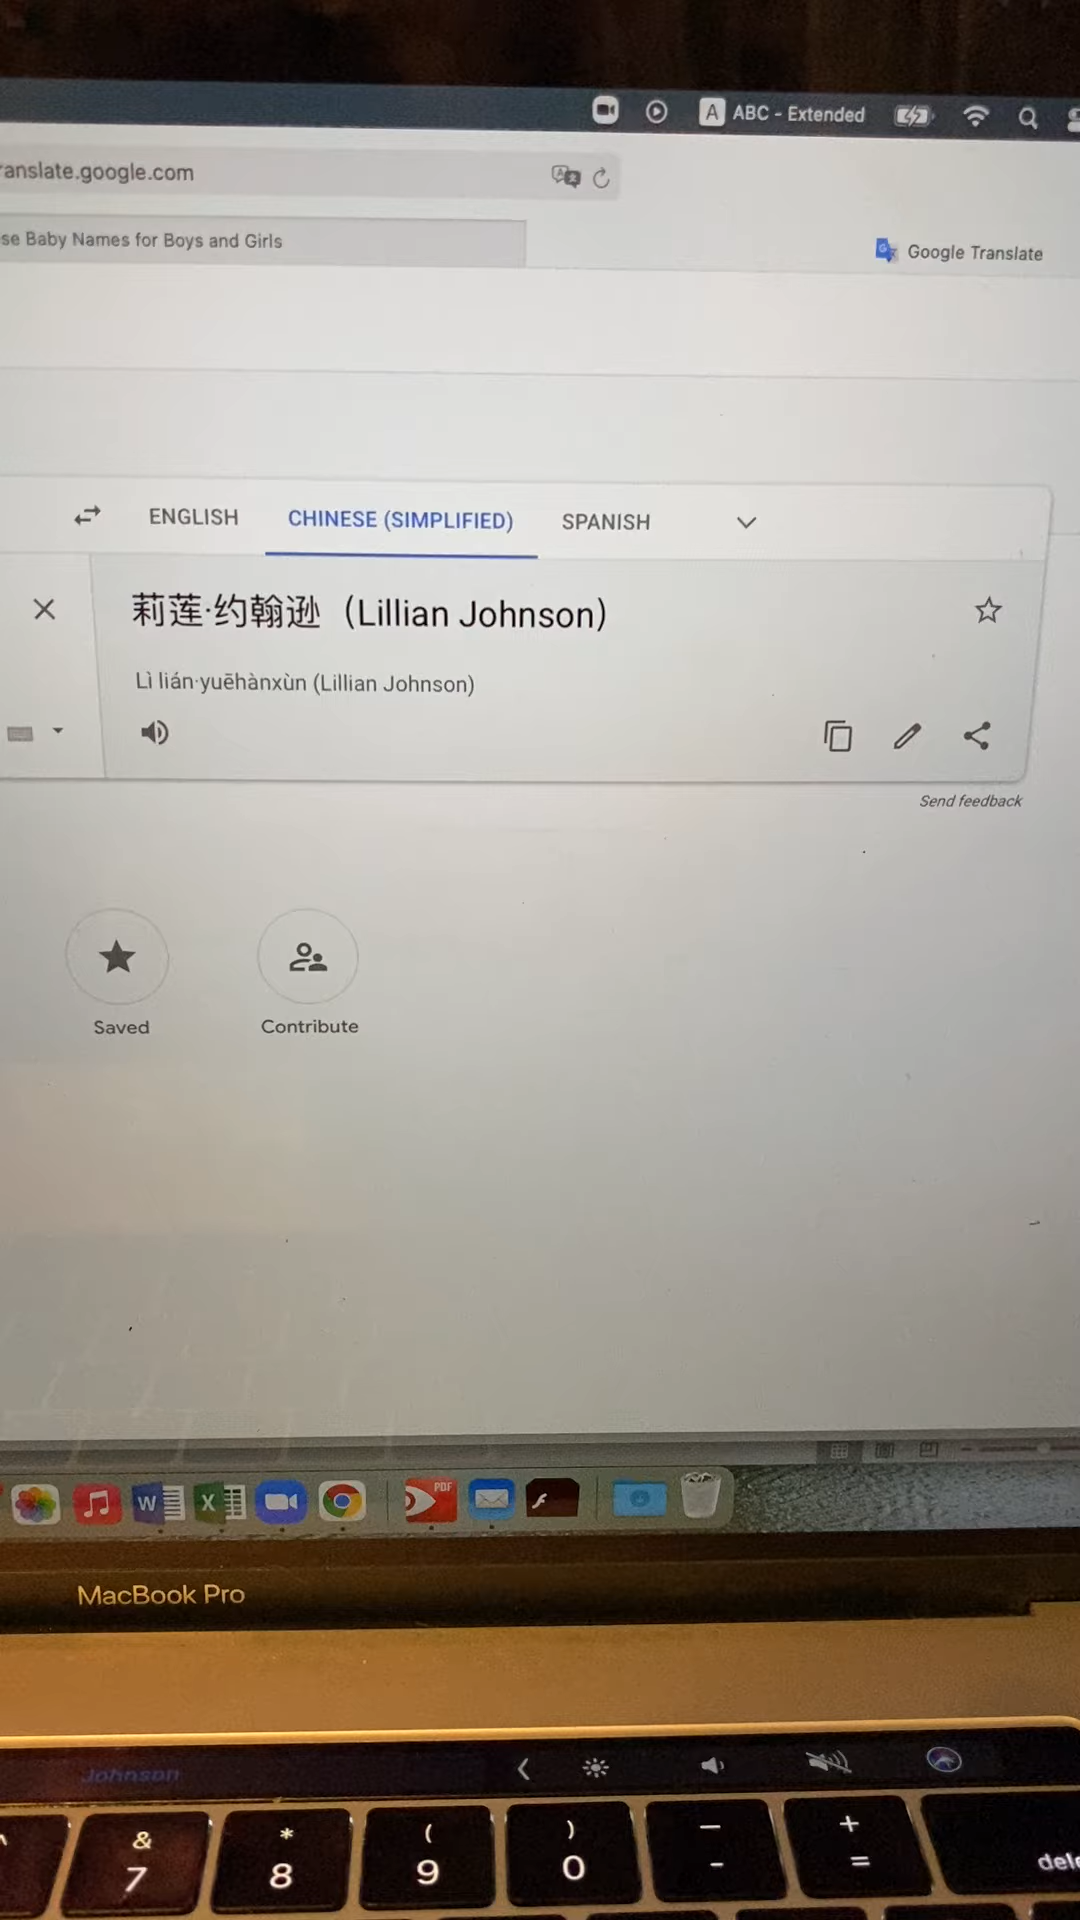 ABC - Extended
ranslate.google.com
se Baby Names for Boys and Girls
Google Translate
ENGLISH CHINESE (SIMPLIFIED) SPANISH
莉莲·约翰逊（Lillian Johnson）
Lì lián·yuēhànxùn (Lillian Johnson)
Send feedback
Saved Contribute
PDF
MacBook Pro
Johnson
& * ( ) — +
7 8 9 0 - =
dele